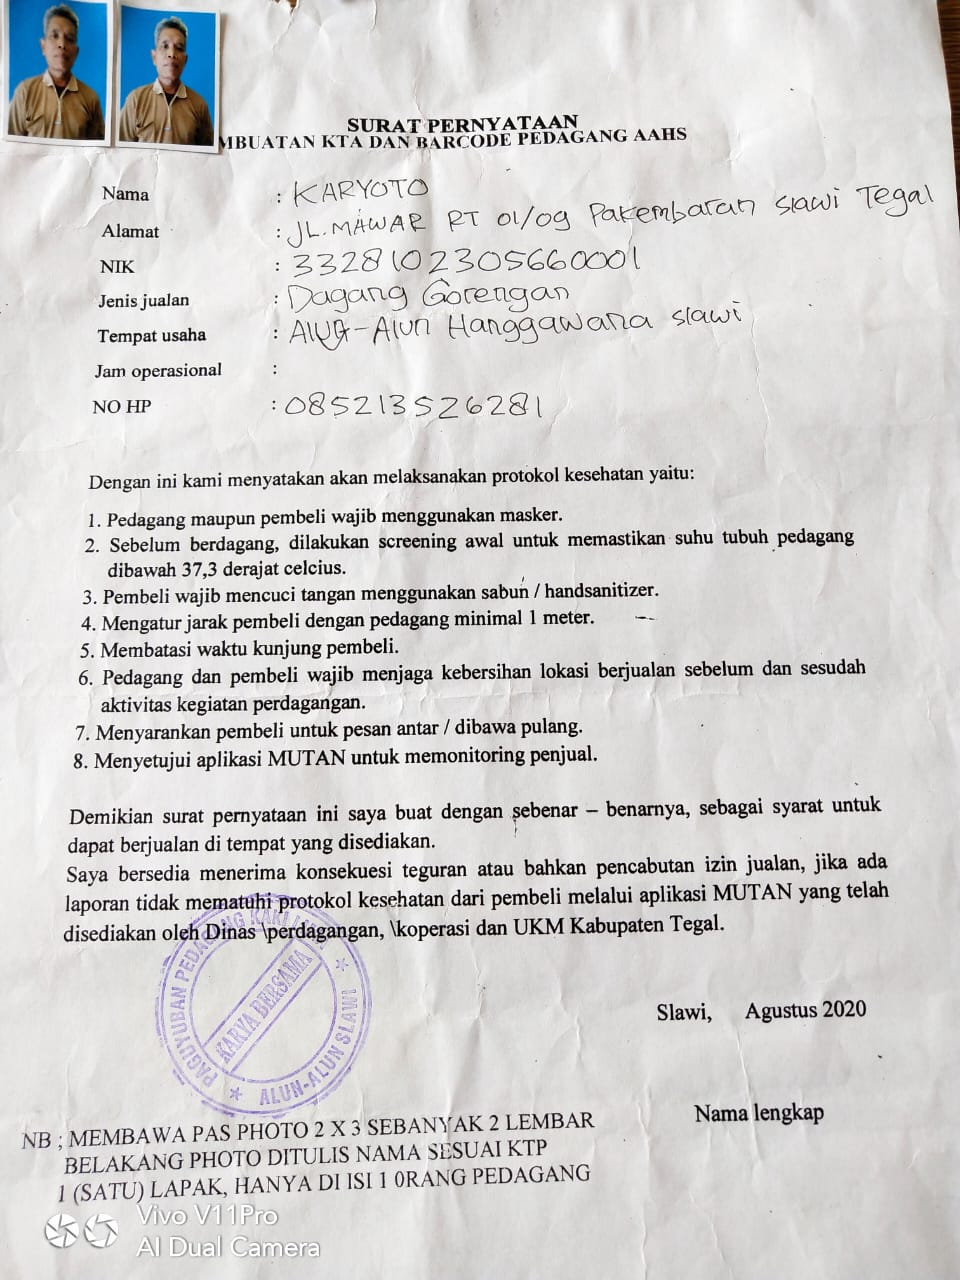 SURAT PERNYATAAN
MBUATAN KTA DAN BARCODE PEDAGANG AAHS
Nama : KARYOTO
Alamat : JL.MAWAR RT 01/09 Pakembaran Slawi Tegal
NIK : 3328102305660001
Jenis jualan : Dagang Gorengan
Tempat usaha : Alun-Alun Hanggawana Slawi
Jam operasional :
NO HP : 085213526281
Dengan ini kami menyatakan akan melaksanakan protokol kesehatan yaitu:
1. Pedagang maupun pembeli wajib menggunakan masker.
2. Sebelum berdagang, dilakukan screening awal untuk memastikan suhu tubuh pedagang
dibawah 37,3 derajat celcius.
3. Pembeli wajib mencuci tangan menggunakan sabun / handsanitizer.
4. Mengatur jarak pembeli dengan pedagang minimal 1 meter.
5. Membatasi waktu kunjung pembeli.
6. Pedagang dan pembeli wajib menjaga kebersihan lokasi berjualan sebelum dan sesudah
aktivitas kegiatan perdagangan.
7. Menyarankan pembeli untuk pesan antar / dibawa pulang.
8. Menyetujui aplikasi MUTAN untuk memonitoring penjual.
Demikian surat pernyataan ini saya buat dengan sebenar – benarnya, sebagai syarat untuk
dapat berjualan di tempat yang disediakan.
Saya bersedia menerima konsekuesi teguran atau bahkan pencabutan izin jualan, jika ada
laporan tidak mematuhi protokol kesehatan dari pembeli melalui aplikasi MUTAN yang telah
disediakan oleh Dinas \perdagangan, \koperasi dan UKM Kabupaten Tegal.
PAGUYUBAN PEDAGANG KAKI
KARYA BERSAMA
ALUN-ALUN SLAWI
Slawi, Agustus 2020
Nama lengkap
NB ; MEMBAWA PAS PHOTO 2 X 3 SEBANYAK 2 LEMBAR
BELAKANG PHOTO DITULIS NAMA SESUAI KTP
1 (SATU) LAPAK, HANYA DI ISI 1 0RANG PEDAGANG
Vivo V11Pro
AI Dual Camera